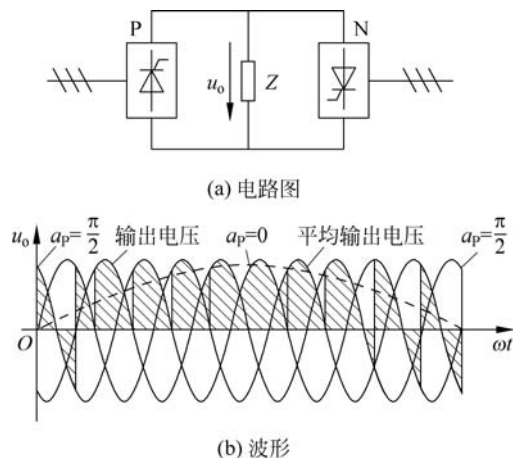 P
N
u_o
Z
(a) 电路图
u_o
a_P=π/2
输出电压
a_P=0
平均输出电压
a_P=π/2
O
ωt
(b) 波形